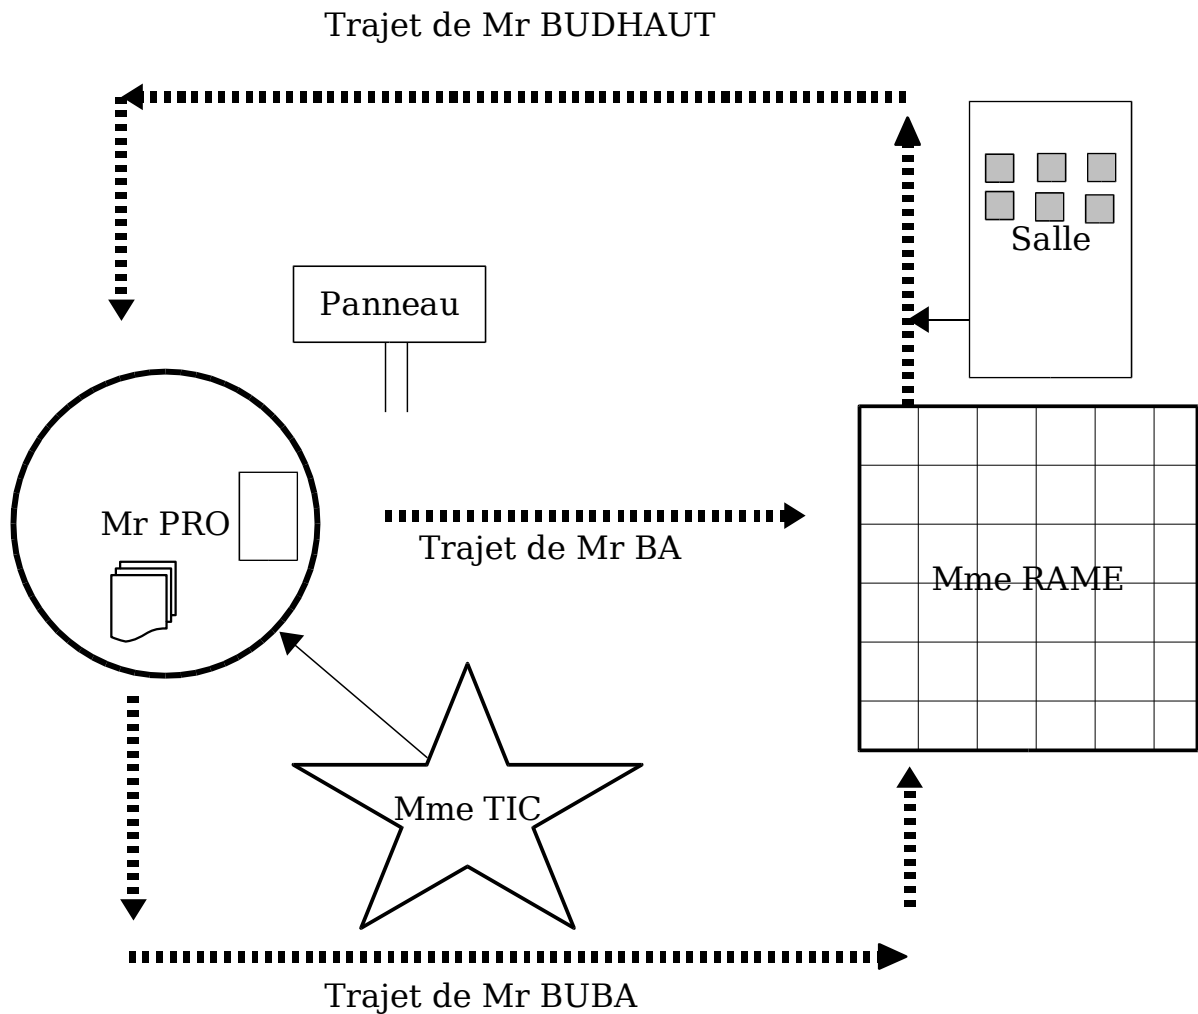 Trajet de Mr BUDHAUT
Salle
Panneau
Mr PRO
Trajet de Mr BA
Mme RAME
Mme TIC
Trajet de Mr BUBA